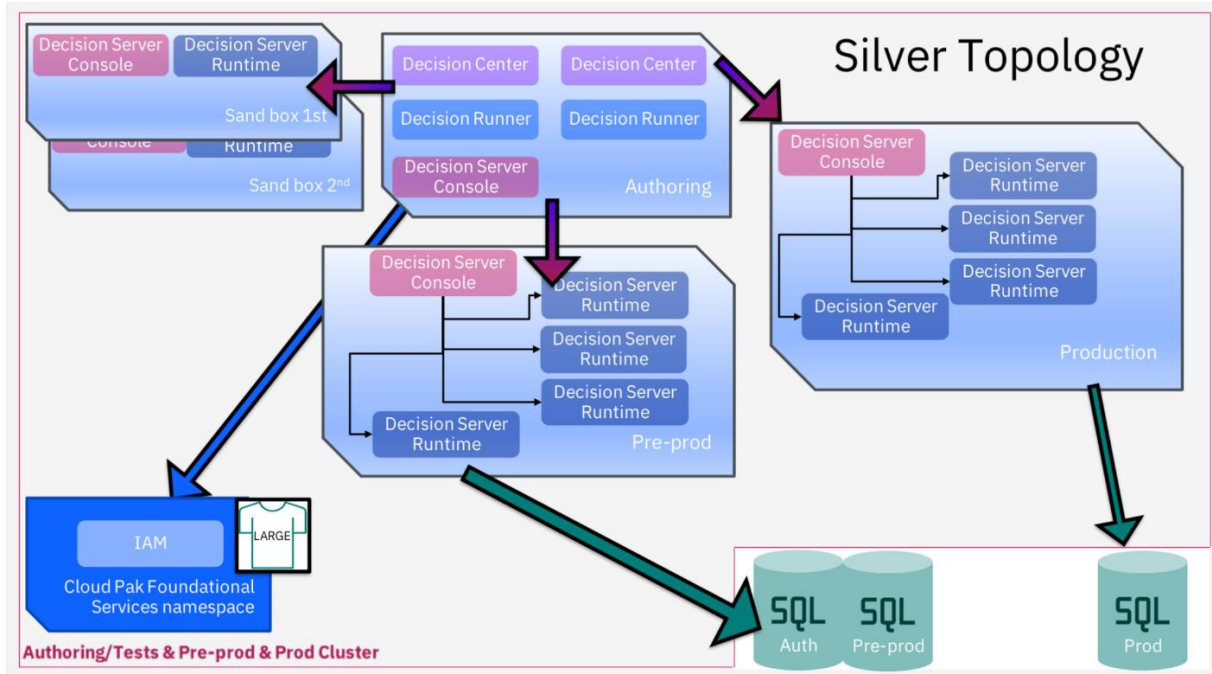 Silver Topology
Decision Server
Console
Decision Server
Runtime
Sand box 1st
Console
Runtime
Sand box 2nd
Decision Center
Decision Center
Decision Runner
Decision Runner
Decision Server
Console
Authoring
Decision Server
Console
Decision Server
Runtime
Decision Server
Runtime
Decision Server
Runtime
Decision Server
Runtime
Production
Decision Server
Console
Decision Server
Runtime
Decision Server
Runtime
Decision Server
Runtime
Decision Server
Runtime
Pre-prod
IAM
LARGE
Cloud Pak Foundational
Services namespace
Authoring/Tests & Pre-prod & Prod Cluster
SQL
Auth
SQL
Pre-prod
SQL
Prod